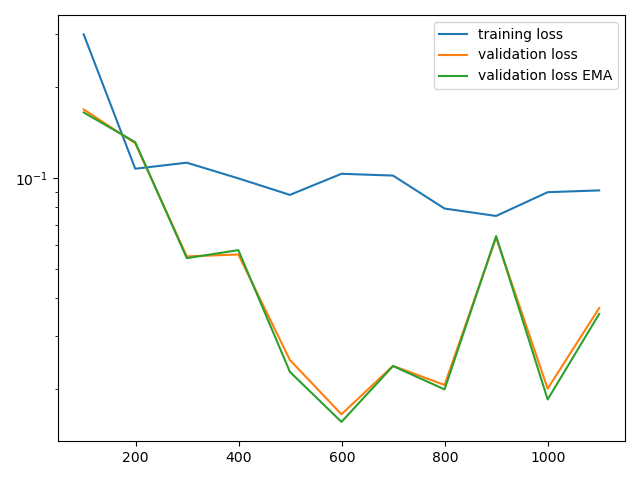 training loss
validation loss
validation loss EMA
10⁻¹
200 400 600 800 1000